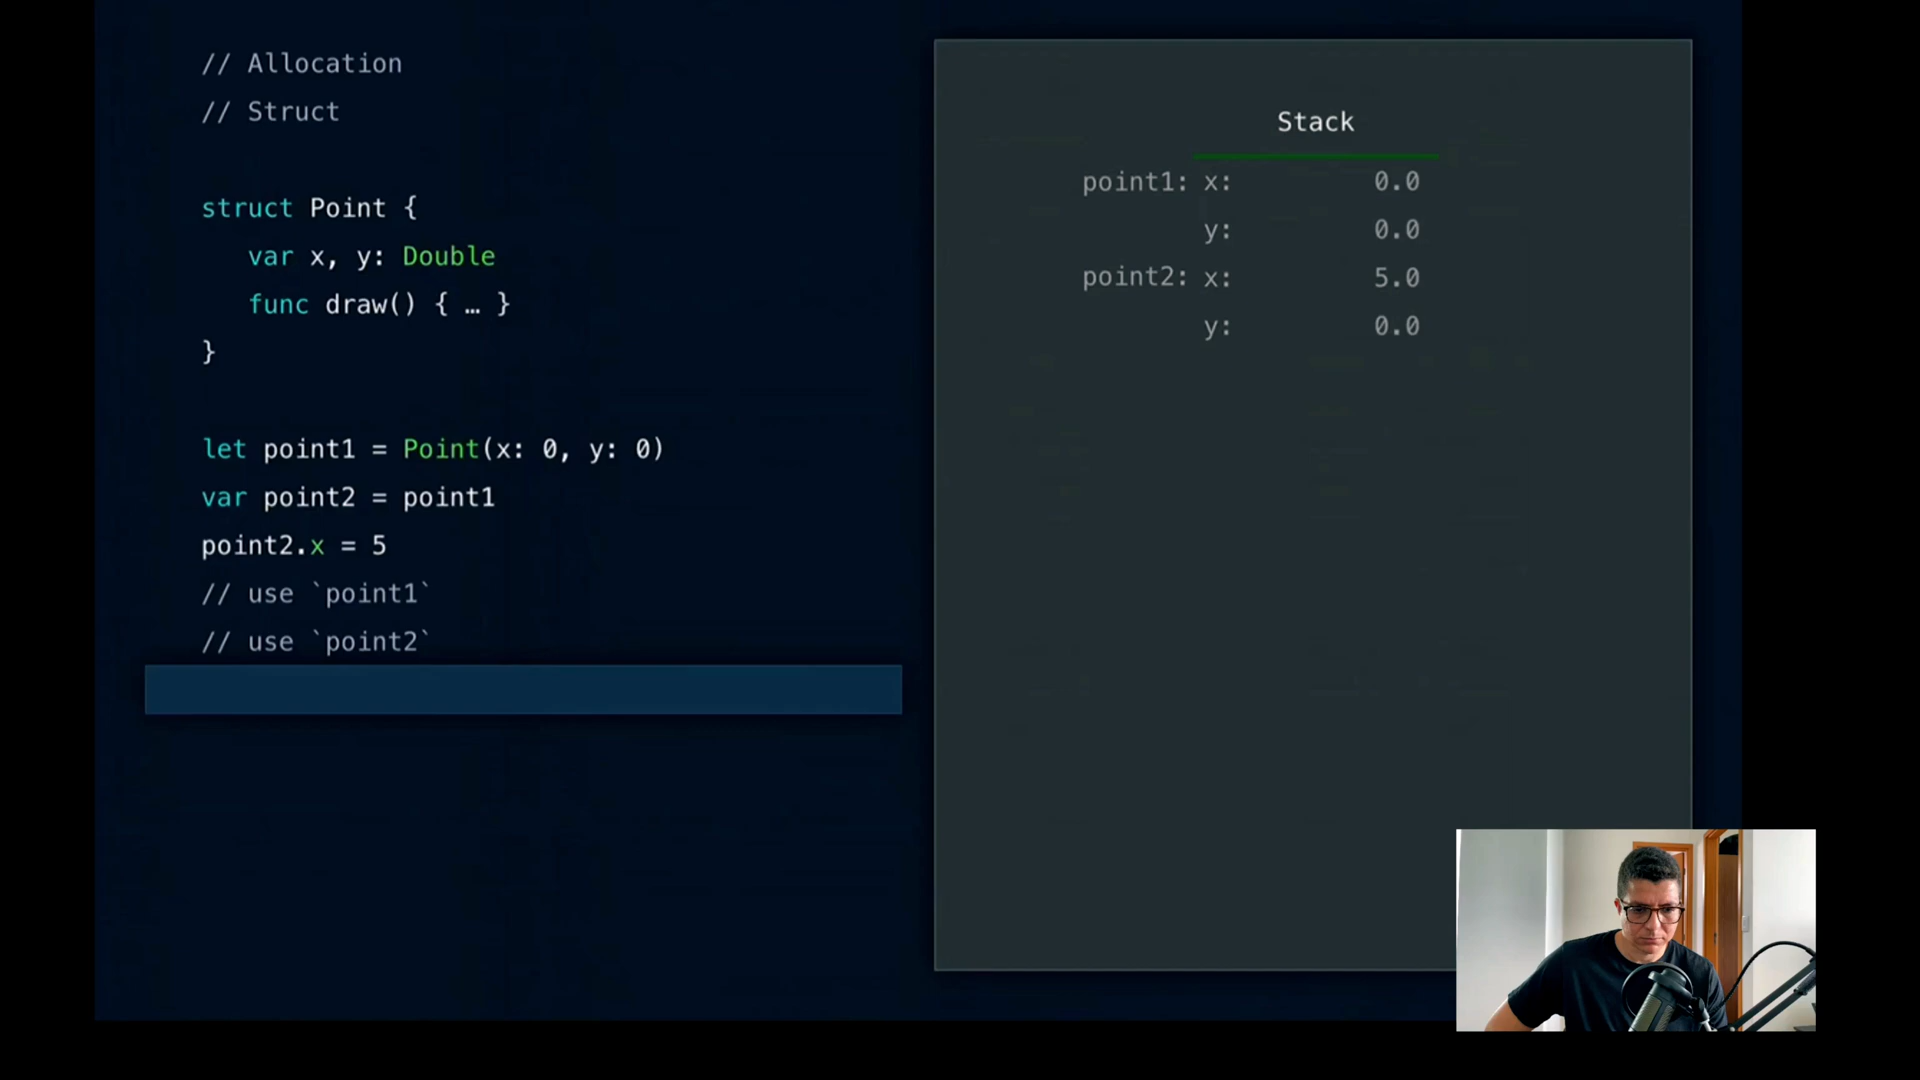 // Allocation
// Struct
struct Point {
var x, y: Double
func draw() { … }
}
let point1 = Point(x: 0, y: 0)
var point2 = point1
point2.x = 5
// use `point1`
// use `point2`
Stack
point1: x: 0.0
y: 0.0
point2: x: 5.0
y: 0.0